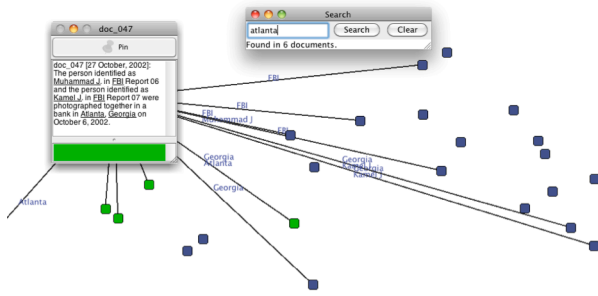 doc_047
Pin
doc_047 [27 October, 2002]:
The person identified as
Muhammad J. in FBI Report 06
and the person identified as
Kamel J. in FBI Report 07 were
photographed together in a
bank in Atlanta, Georgia on
October 6, 2002.
Search
atlanta
Search
Clear
Found in 6 documents.
FBI
FBI
FBI
Muhammad J
FBI
Georgia
Atlanta
Georgia
Kamel J
Georgia
Kamel J
Georgia
Atlanta